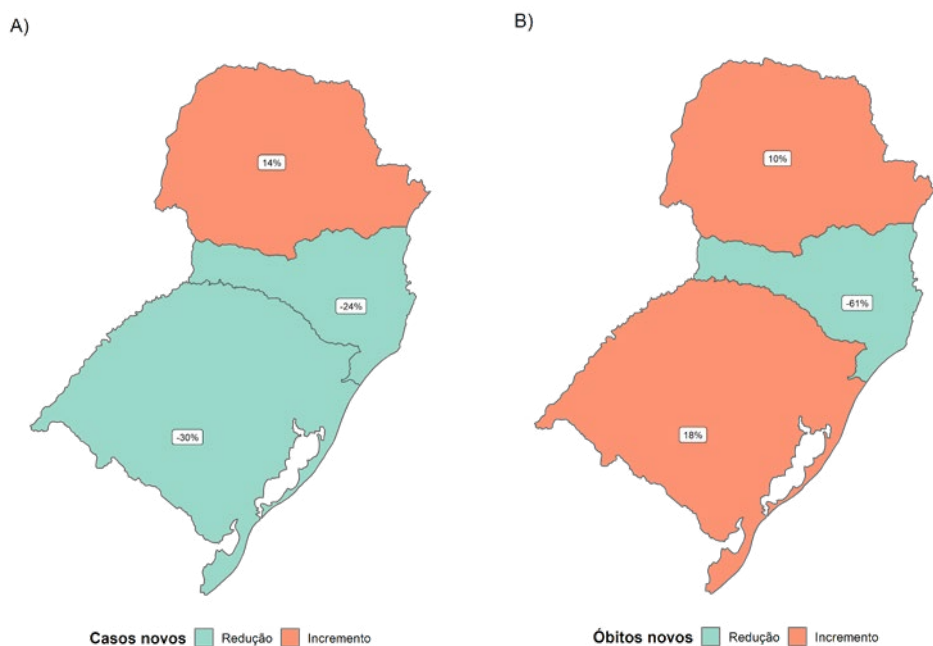 A)
B)
14%
-24%
-30%
10%
-61%
18%
Casos novos Redução Incremento
Óbitos novos Redução Incremento